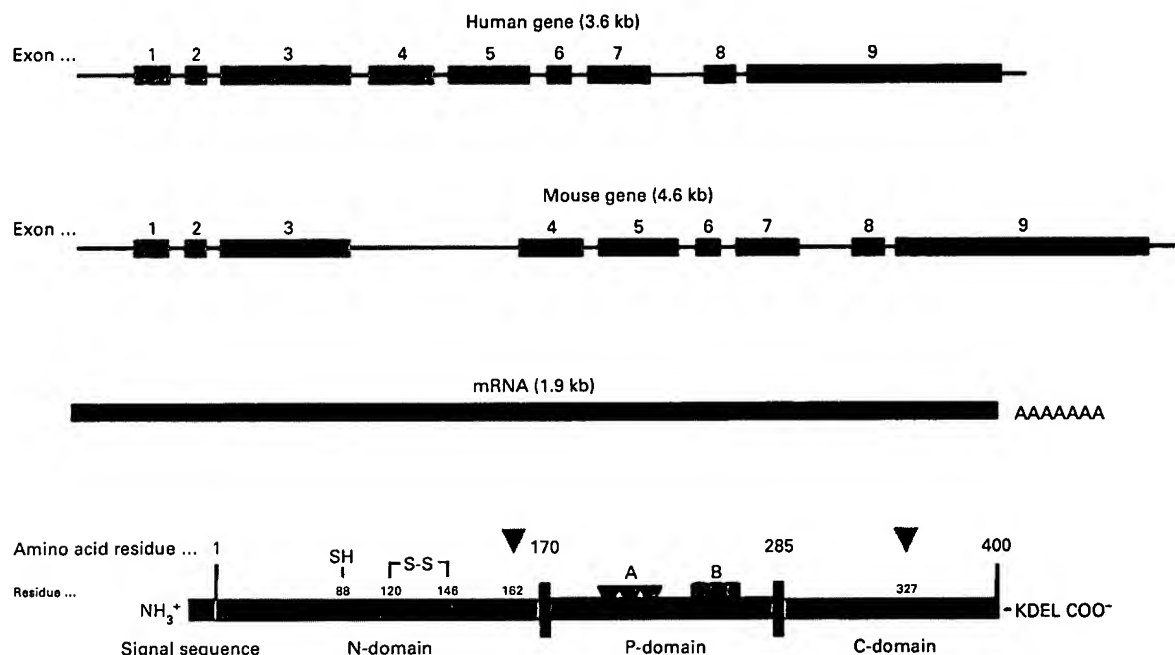 Human gene (3.6 kb)
Exon ... 1 2 3 4 5 6 7 8 9
Mouse gene (4.6 kb)
Exon ... 1 2 3 4 5 6 7 8 9
mRNA (1.9 kb)
AAAAAAA
Amino acid residue ... 1 170 285 400
SH S-S A B
Residue ... 88 120 146 162 327
NH₃⁺ -KDEL COO⁻
Signal sequence N-domain P-domain C-domain